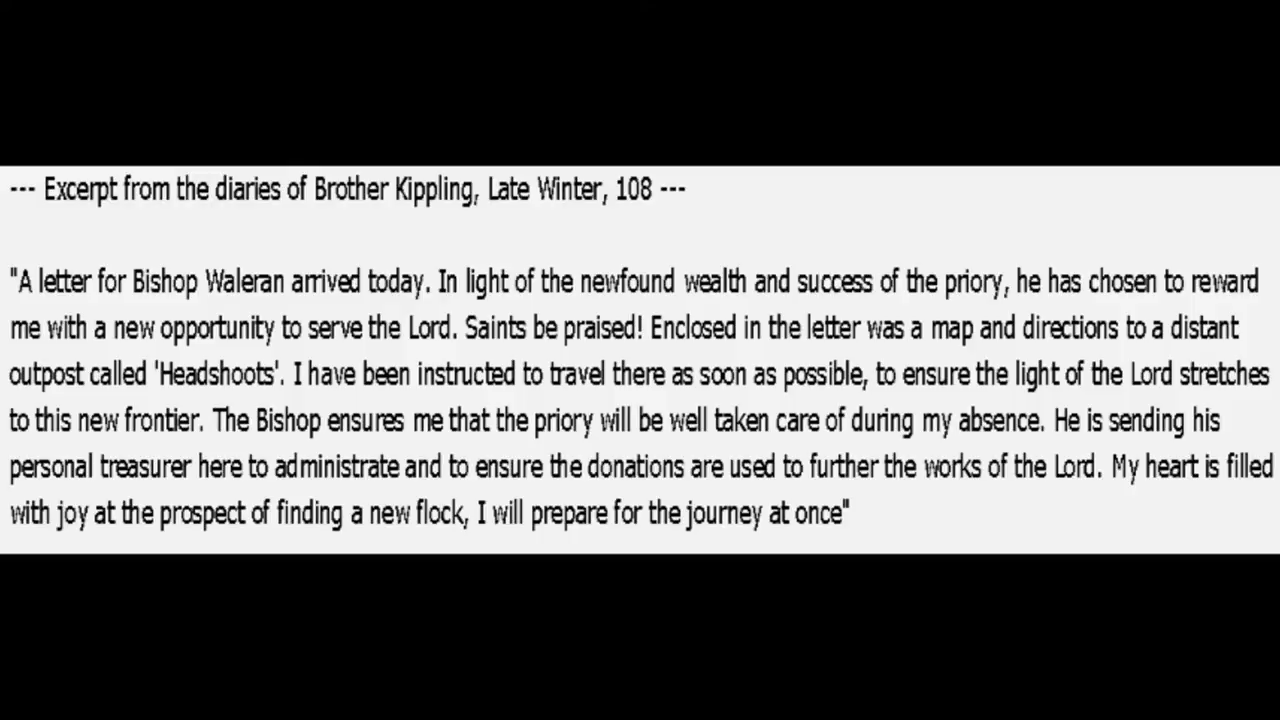 --- Excerpt from the diaries of Brother Kippling, Late Winter, 108 ---
"A letter for Bishop Waleran arrived today. In light of the newfound wealth and success of the priory, he has chosen to reward
me with a new opportunity to serve the Lord. Saints be praised! Enclosed in the letter was a map and directions to a distant
outpost called 'Headshoots'. I have been instructed to travel there as soon as possible, to ensure the light of the Lord stretches
to this new frontier. The Bishop ensures me that the priory will be well taken care of during my absence. He is sending his
personal treasurer here to administrate and to ensure the donations are used to further the works of the Lord. My heart is filled
with joy at the prospect of finding a new flock, I will prepare for the journey at once"